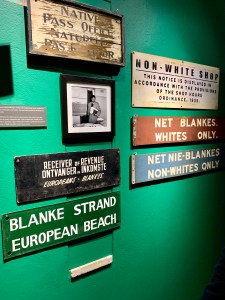 NATIVE
PASS OFFICE
NATUREL
PAS
NON-WHITE SHOP
THIS NOTICE IS DISPLAYED IN
ACCORDANCE WITH THE PROVISIONS
OF THE SHOP HOURS
ORDINANCE,
NET BLANKES.
WHITES ONLY.
RECEIVER OF REVENUE
ONTVANGER VAN INKOMSTE
EUROPEANS - BLANKES
NET NIE-BLANKES
NON-WHITES ONLY
BLANKE STRAND
EUROPEAN BEACH